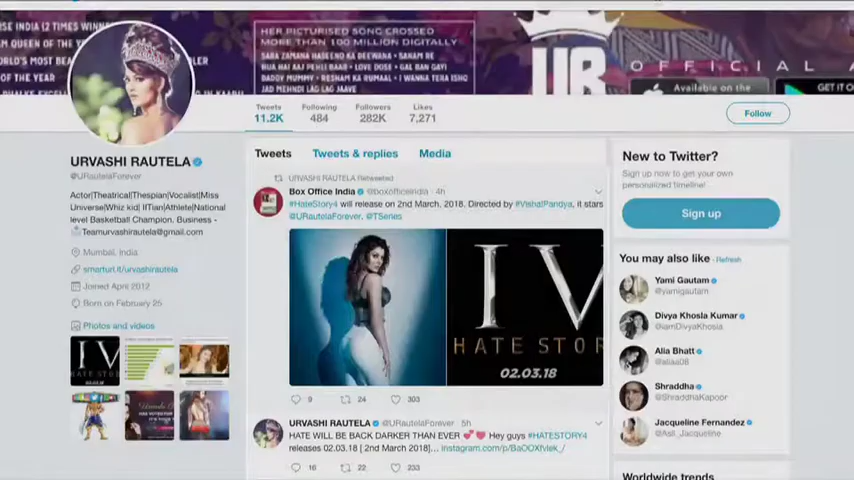 SE INDIA (2 TIMES WINNE
QUEEN OF THE YEAR
ORLD'S MOST BEA
OF THE YEAR
HER PICTURISED SONG CROSSED
MORE THAN 100 MILLION DIGITALLY
SARA ZAMANA HASEENO KA DEEWANA • SANAM RE
HUA HAI AAJ PEHLI BAAR • LOVE DOSE • GAL BAN GAYI
DADDY MUMMY • RESHAM KA RUMAAL • I WANNA TERA ISHQ
JAD MEHNDI LAG LAG JAAVE
UR
OFFICIAL A
Available on the
GET IT O
Tweets
11.2K
Following
484
Followers
282K
Likes
7,271
Follow
URVASHI RAUTELA
@URautelaForever
Actor|Theatrical|Thespian|Vocalist|Miss
Universe|Whiz kid| IITian|Athlete|National
level Basketball Champion. Business -
Teamurvashirautela@gmail.com
Mumbai, India
smarturl.it/urvashirautela
Joined April 2012
Born on February 25
Photos and videos
Tweets
Tweets & replies
Media
URVASHI RAUTELA Retweeted
Box Office India @boxofficeindia · 4h
#HateStory4 will release on 2nd March, 2018. Directed by #VishalPandya, it stars
@URautelaForever. @TSeries
IV
HATE STOR
02.03.18
9 24 303
URVASHI RAUTELA @URautelaForever · 5h
HATE WILL BE BACK DARKER THAN EVER 💕💗 Hey guys #HATESTORY4
releases 02.03.18 [ 2nd March 2018]...
16 22 233
New to Twitter?
Sign up now to get your own
personalized timeline!
Sign up
You may also like · Refresh
Yami Gautam
@yamigautam
Divya Khosla Kumar
@iamDivyaKhosla
Alia Bhatt
@aliaa08
Shraddha
@ShraddhaKapoor
Jacqueline Fernandez
@Asli_Jacqueline
Worldwide trends